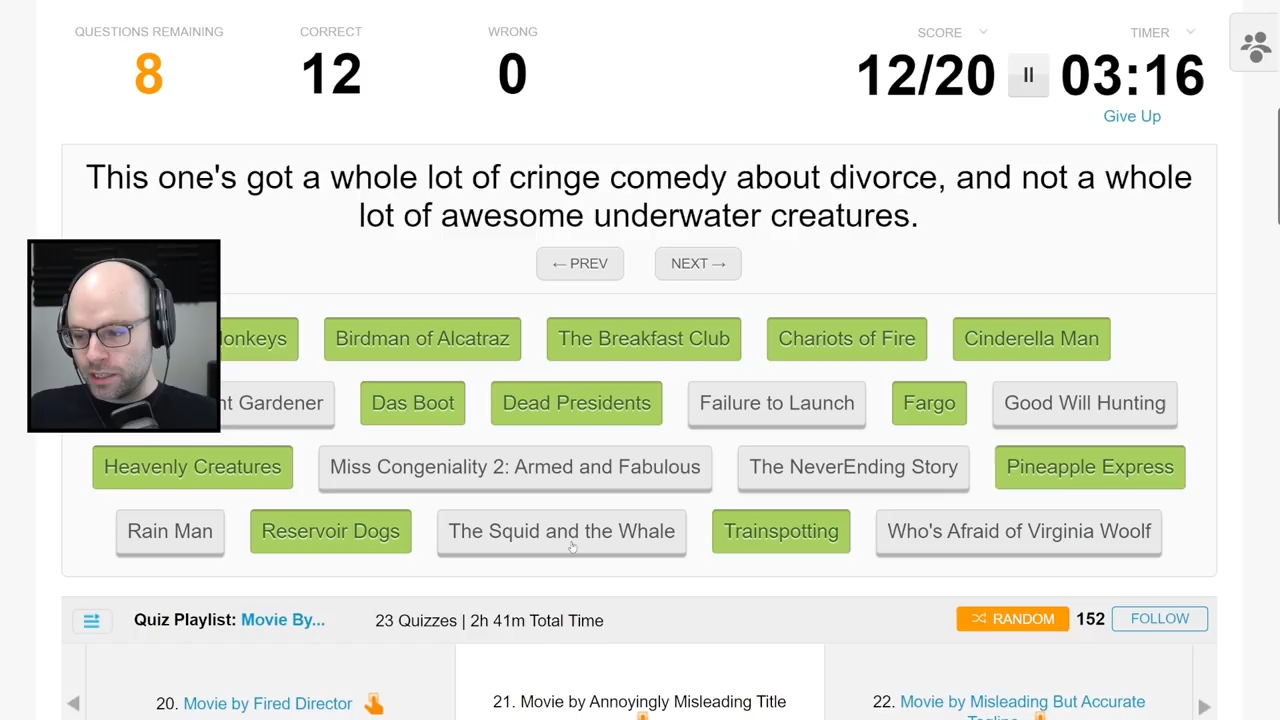 QUESTIONS REMAINING CORRECT WRONG SCORE TIMER
8 12 0 12/20 03:16
Give Up
This one's got a whole lot of cringe comedy about divorce, and not a whole
lot of awesome underwater creatures.
← PREV NEXT →
onkeys Birdman of Alcatraz The Breakfast Club Chariots of Fire Cinderella Man
nt Gardener Das Boot Dead Presidents Failure to Launch Fargo Good Will Hunting
Heavenly Creatures Miss Congeniality 2: Armed and Fabulous The NeverEnding Story Pineapple Express
Rain Man Reservoir Dogs The Squid and the Whale Trainspotting Who's Afraid of Virginia Woolf
Quiz Playlist: Movie By... 23 Quizzes | 2h 41m Total Time RANDOM 152 FOLLOW
20. Movie by Fired Director 21. Movie by Annoyingly Misleading Title 22. Movie by Misleading But Accurate
Tagline